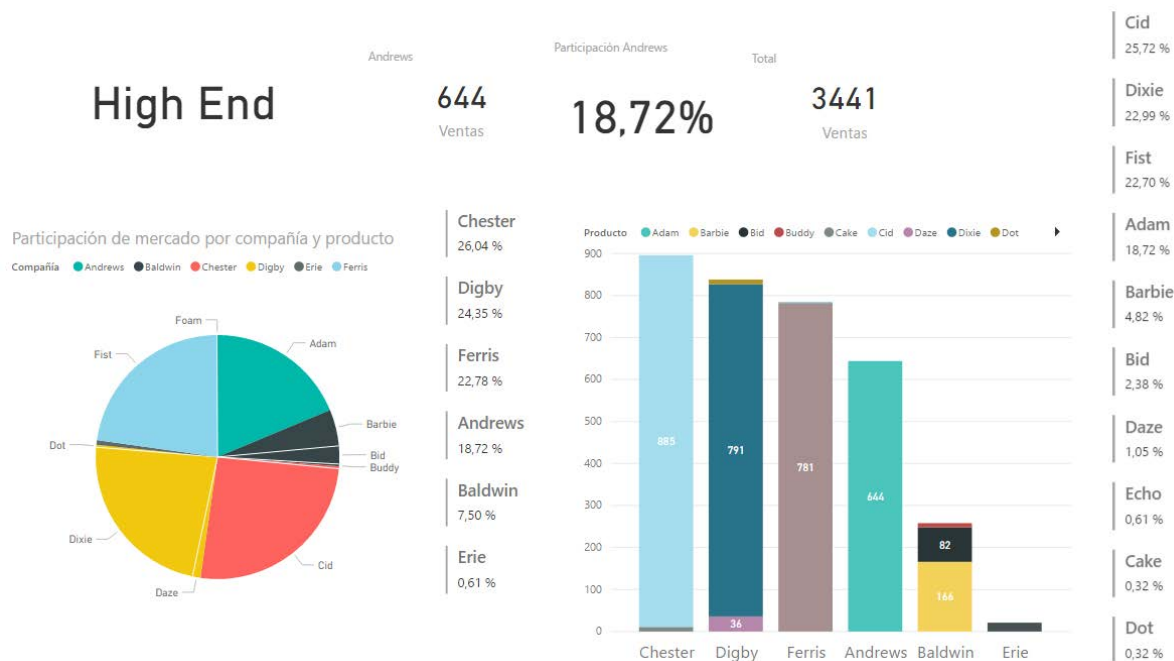 High End
Andrews
644
Ventas
Participación Andrews
18,72%
Total
3441
Ventas
Participación de mercado por compañía y producto
Compañía Andrews Baldwin Chester Digby Erie Ferris
Foam
Fist
Adam
Barbie
Bid
Buddy
Dot
Dixie
Daze
Cid
Chester
26,04 %
Digby
24,35 %
Ferris
22,78 %
Andrews
18,72 %
Baldwin
7,50 %
Erie
0,61 %
Producto Adam Barbie Bid Buddy Cake Cid Daze Dixie Dot
900
800
700
600
500
400
300
200
100
0
885
791
36
781
644
82
166
Chester Digby Ferris Andrews Baldwin Erie
Cid
25,72 %
Dixie
22,99 %
Fist
22,70 %
Adam
18,72 %
Barbie
4,82 %
Bid
2,38 %
Daze
1,05 %
Echo
0,61 %
Cake
0,32 %
Dot
0,32 %